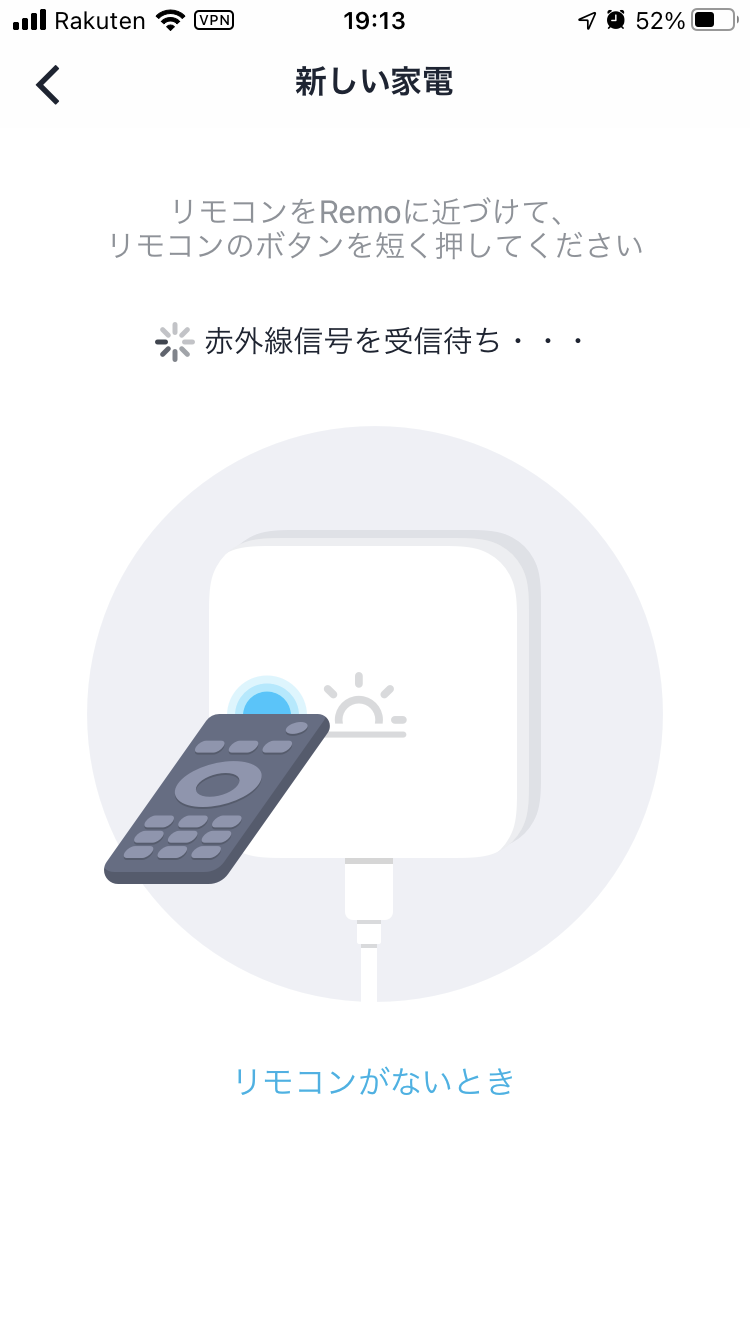 Rakuten VPN 19:13 52%
新しい家電
リモコンをRemoに近づけて、
リモコンのボタンを短く押してください
赤外線信号を受信待ち・・・
リモコンがないとき